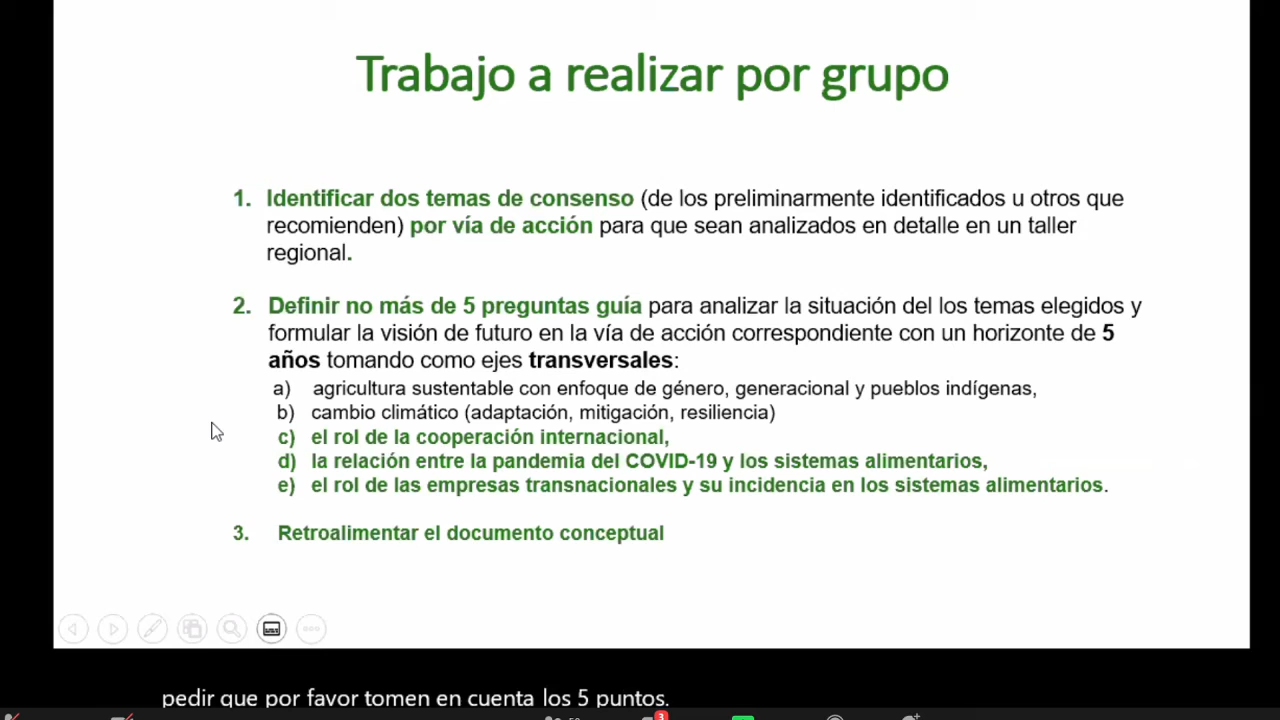 Trabajo a realizar por grupo
1. Identificar dos temas de consenso (de los preliminarmente identificados u otros que
recomienden) por vía de acción para que sean analizados en detalle en un taller
regional.
2. Definir no más de 5 preguntas guía para analizar la situación del los temas elegidos y
formular la visión de futuro en la vía de acción correspondiente con un horizonte de 5
años tomando como ejes transversales:
a) agricultura sustentable con enfoque de género, generacional y pueblos indígenas,
b) cambio climático (adaptación, mitigación, resiliencia)
c) el rol de la cooperación internacional,
d) la relación entre la pandemia del COVID-19 y los sistemas alimentarios,
e) el rol de las empresas transnacionales y su incidencia en los sistemas alimentarios.
3. Retroalimentar el documento conceptual
pedir que por favor tomen en cuenta los 5 puntos.
3